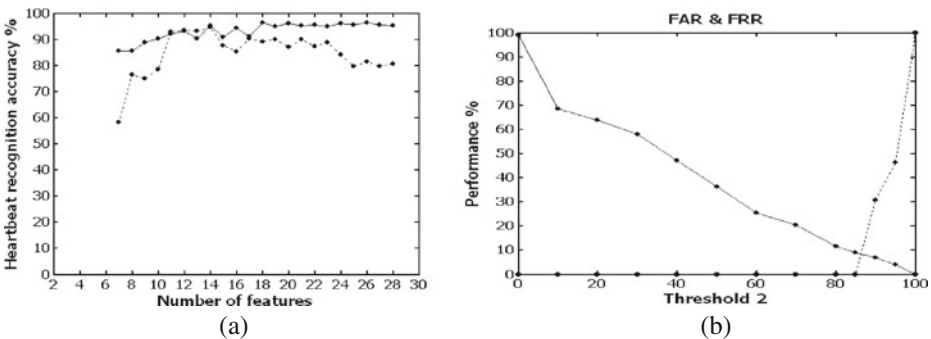 Heartbeat recognition accuracy %
100
90
80
70
60
50
40
30
20
10
0
2 4 6 8 10 12 14 16 18 20 22 24 26 28 30
Number of features
(a)
FAR & FRR
Performance %
100
90
80
70
60
50
40
30
20
10
0
0 20 40 60 80 100
Threshold 2
(b)